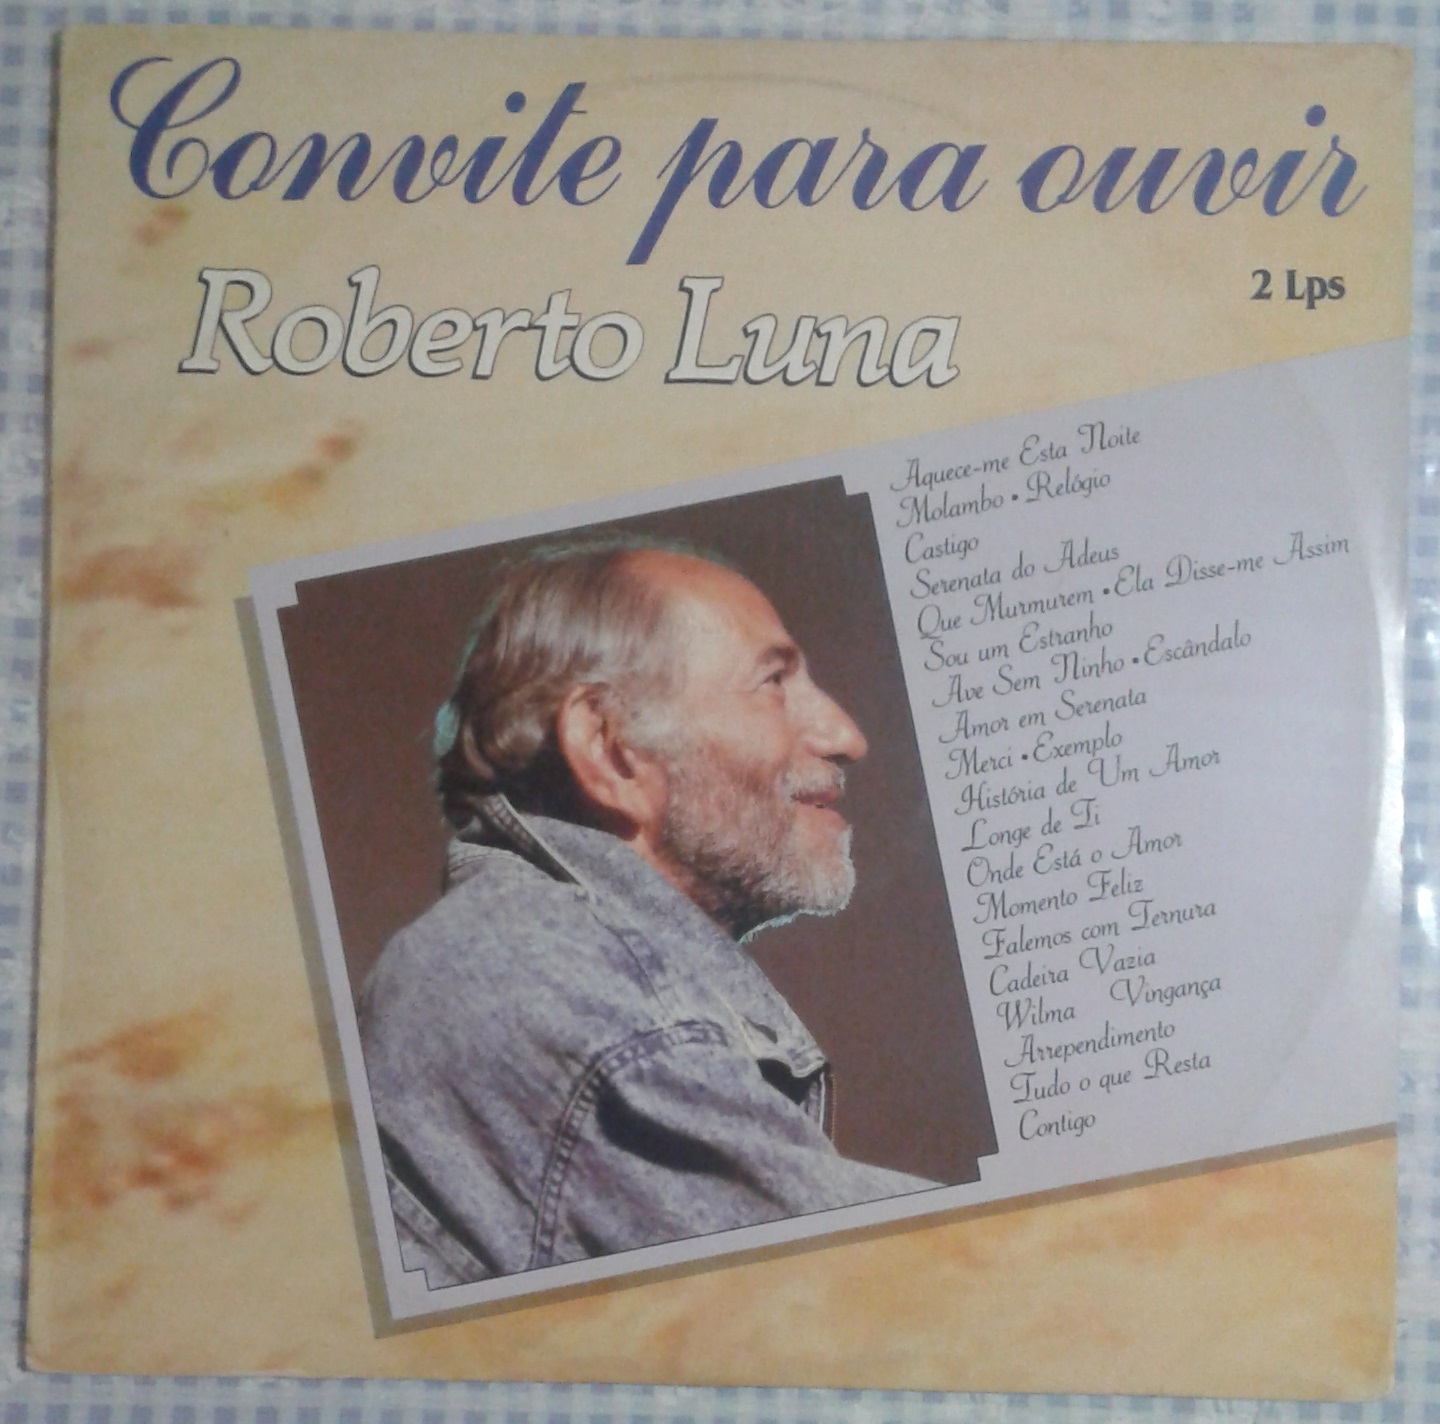 Convite para ouvir
Roberto Luna
2 Lps
Aquece-me Esta Noite
Molambo • Relógio
Castigo
Serenata do Adeus
Que Murmurem • Ela Disse-me Assim
Sou um Estranho
Ave Sem Ninho • Escândalo
Amor em Serenata
Merci • Exemplo
História de Um Amor
Longe de Ti
Onde Está o Amor
Momento Feliz
Falemos com Ternura
Cadeira Vazia
Wilma Vingança
Arrependimento
Tudo o que Resta
Contigo